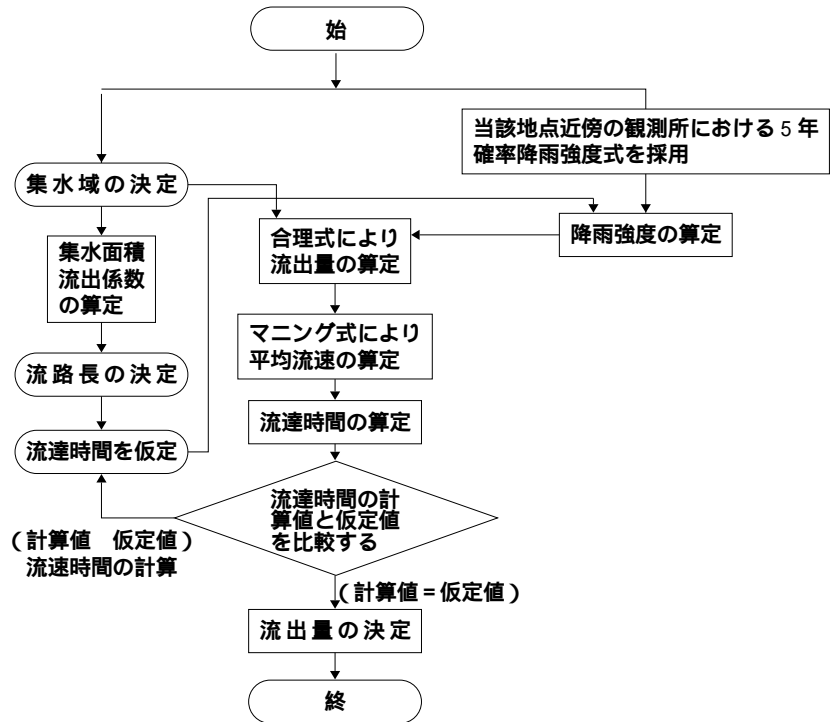 始
当該地点近傍の観測所における5年
確率降雨強度式を採用
集水域の決定
合理式により
流出量の算定
降雨強度の算定
集水面積
流出係数
の算定
マニング式により
平均流速の算定
流路長の決定
流達時間の算定
流達時間を仮定
流達時間の計
算値と仮定値
を比較する
(計算値　仮定値)
流速時間の計算
(計算値=仮定値)
流出量の決定
終